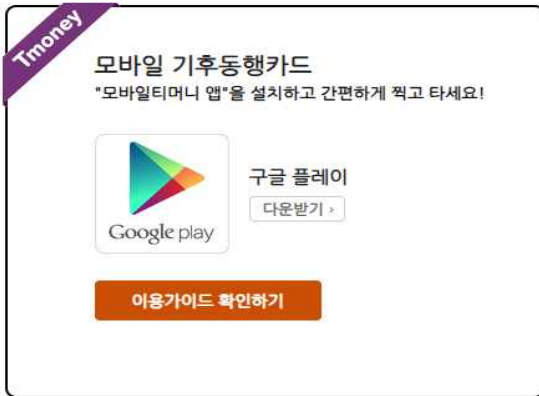 Tmoney
모바일 기후동행카드
"모바일티머니 앱"을 설치하고 간편하게 찍고 타세요!
구글 플레이
다운받기 ›
Google play
이용가이드 확인하기